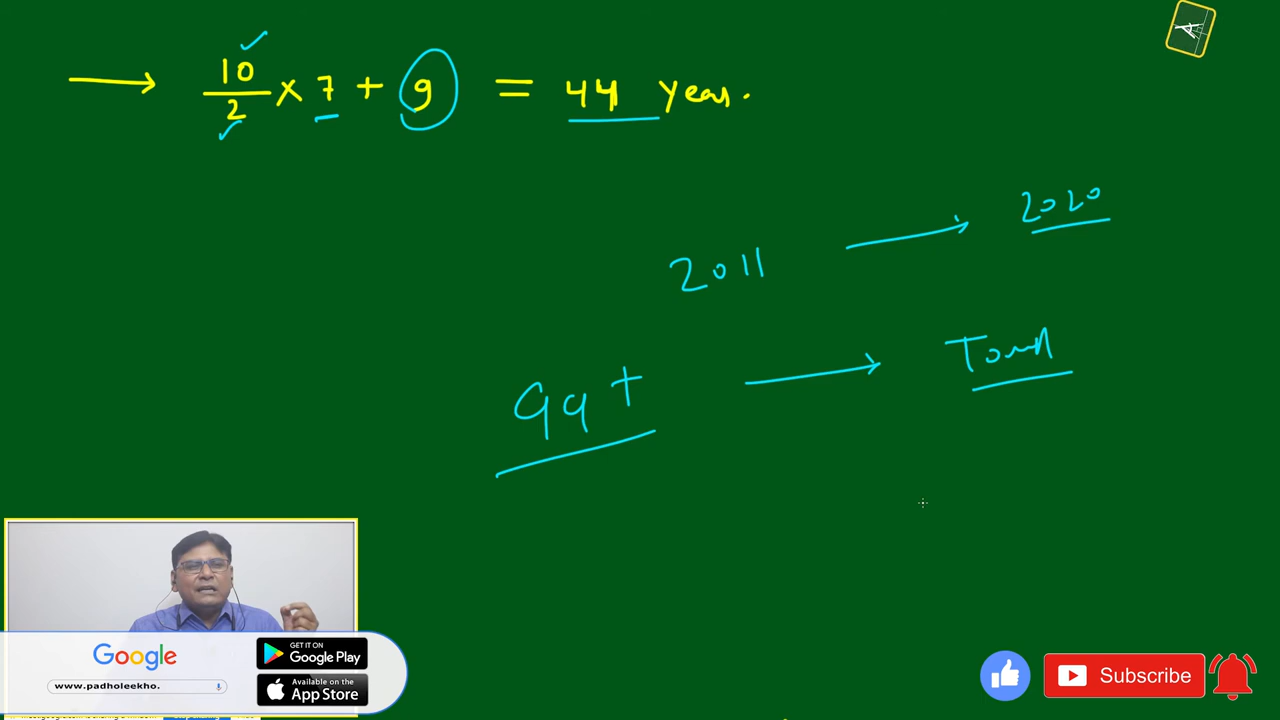 10/2 × 7 + 9 = 44 Year.
2011 → 2020
99+
Google
www.padholeekho.
GET IT ON
Google Play
Available on the
App Store
Subscribe